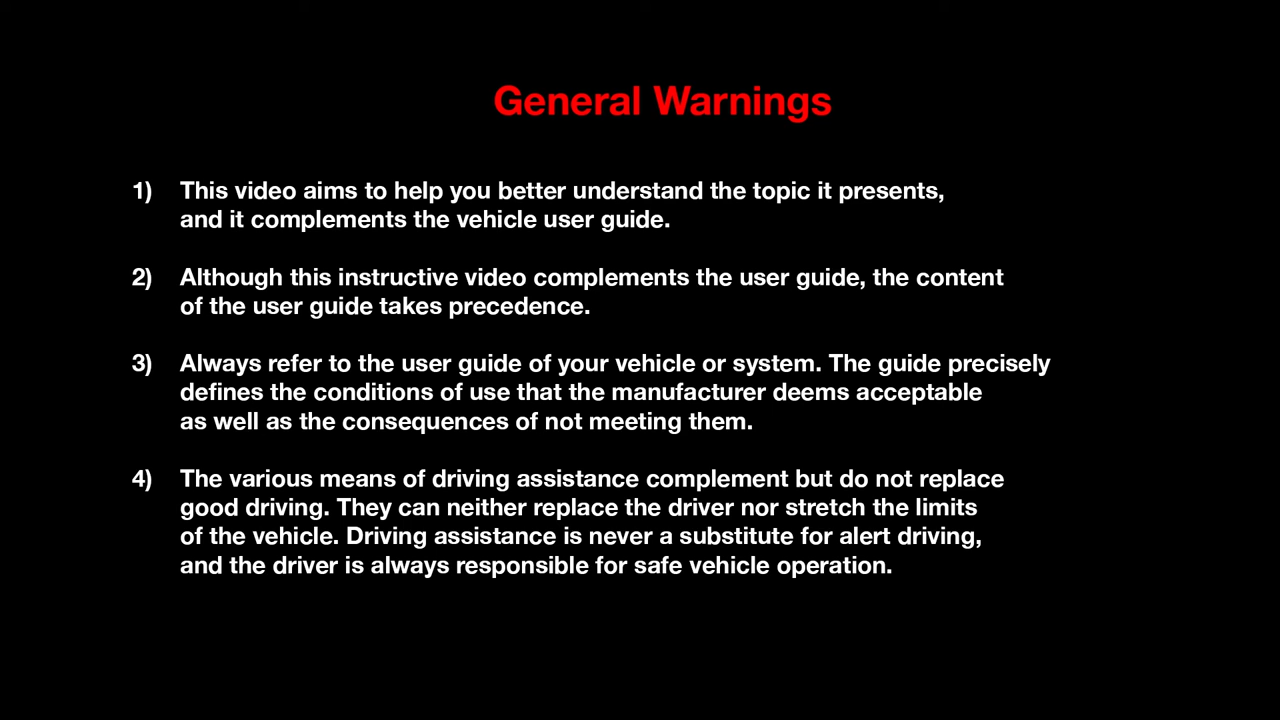 General Warnings
1) This video aims to help you better understand the topic it presents,
and it complements the vehicle user guide.
2) Although this instructive video complements the user guide, the content
of the user guide takes precedence.
3) Always refer to the user guide of your vehicle or system. The guide precisely
defines the conditions of use that the manufacturer deems acceptable
as well as the consequences of not meeting them.
4) The various means of driving assistance complement but do not replace
good driving. They can neither replace the driver nor stretch the limits
of the vehicle. Driving assistance is never a substitute for alert driving,
and the driver is always responsible for safe vehicle operation.